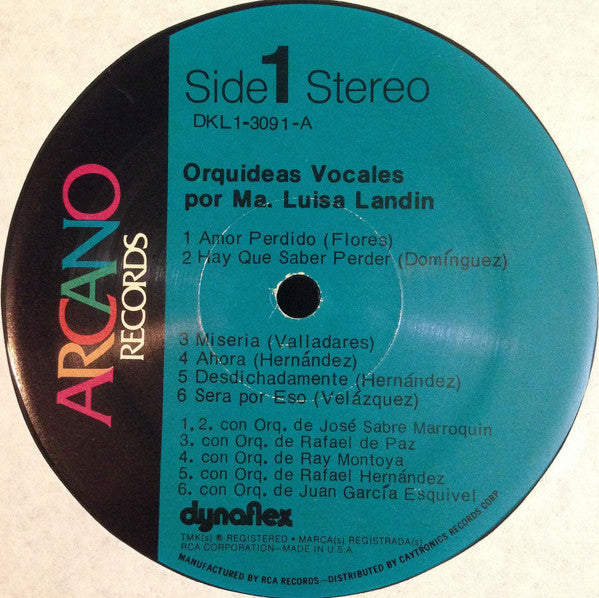 ARCANO
RECORDS
Side 1 Stereo
DKL1-3091-A
Orquideas Vocales
por Ma. Luisa Landin
1 Amor Perdido (Flores)
2 Hay Que Saber Perder (Domínguez)
3 Miseria (Valladares)
4 Ahora (Hernández)
5 Desdichadamente (Hernández)
6 Sera por Eso (Velázquez)
1, 2. con Orq. de José Sabre Marroquin
3. con Orq. de Rafael de Paz
4. con Orq. de Ray Montoya
5. con Orq. de Rafael Hernández
6. con Orq. de Juan García Esquivel
dynaflex
TMK(s) ® REGISTERED • MARCA(s) REGISTRADA(s)
RCA CORPORATION—MADE IN U.S.A
MANUFACTURED BY RCA RECORDS—DISTRIBUTED BY CAYTRONICS RECORDS CORP.